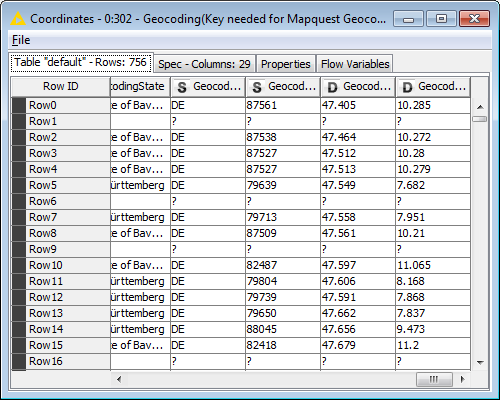 Coordinates - 0:302 - Geocoding(Key needed for Mapquest Geoco...
File
Table "default" - Rows: 756 Spec - Columns: 29 Properties Flow Variables
Row ID codingState S Geocod... S Geocod... D Geocod... D Geocod...
Row0 te of Bav... DE 87561 47.405 10.285
Row1 ? ? ? ?
Row2 te of Bav... DE 87538 47.464 10.272
Row3 te of Bav... DE 87527 47.512 10.28
Row4 te of Bav... DE 87527 47.513 10.279
Row5 ürttemberg DE 79639 47.549 7.682
Row6 ? ? ? ?
Row7 ürttemberg DE 79713 47.558 7.951
Row8 te of Bav... DE 87509 47.561 10.21
Row9 ? ? ? ?
Row10 te of Bav... DE 82487 47.597 11.065
Row11 ürttemberg DE 79804 47.606 8.168
Row12 ürttemberg DE 79739 47.591 7.868
Row13 ürttemberg DE 79650 47.662 7.837
Row14 ürttemberg DE 88045 47.656 9.473
Row15 te of Bav... DE 82418 47.679 11.2
Row16 ? ? ? ?